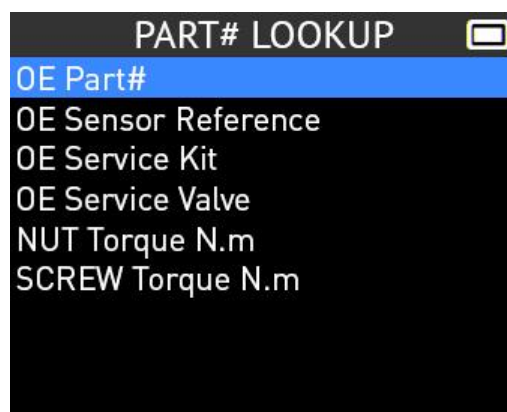 PART# LOOKUP
OE Part#
OE Sensor Reference
OE Service Kit
OE Service Valve
NUT Torque N.m
SCREW Torque N.m